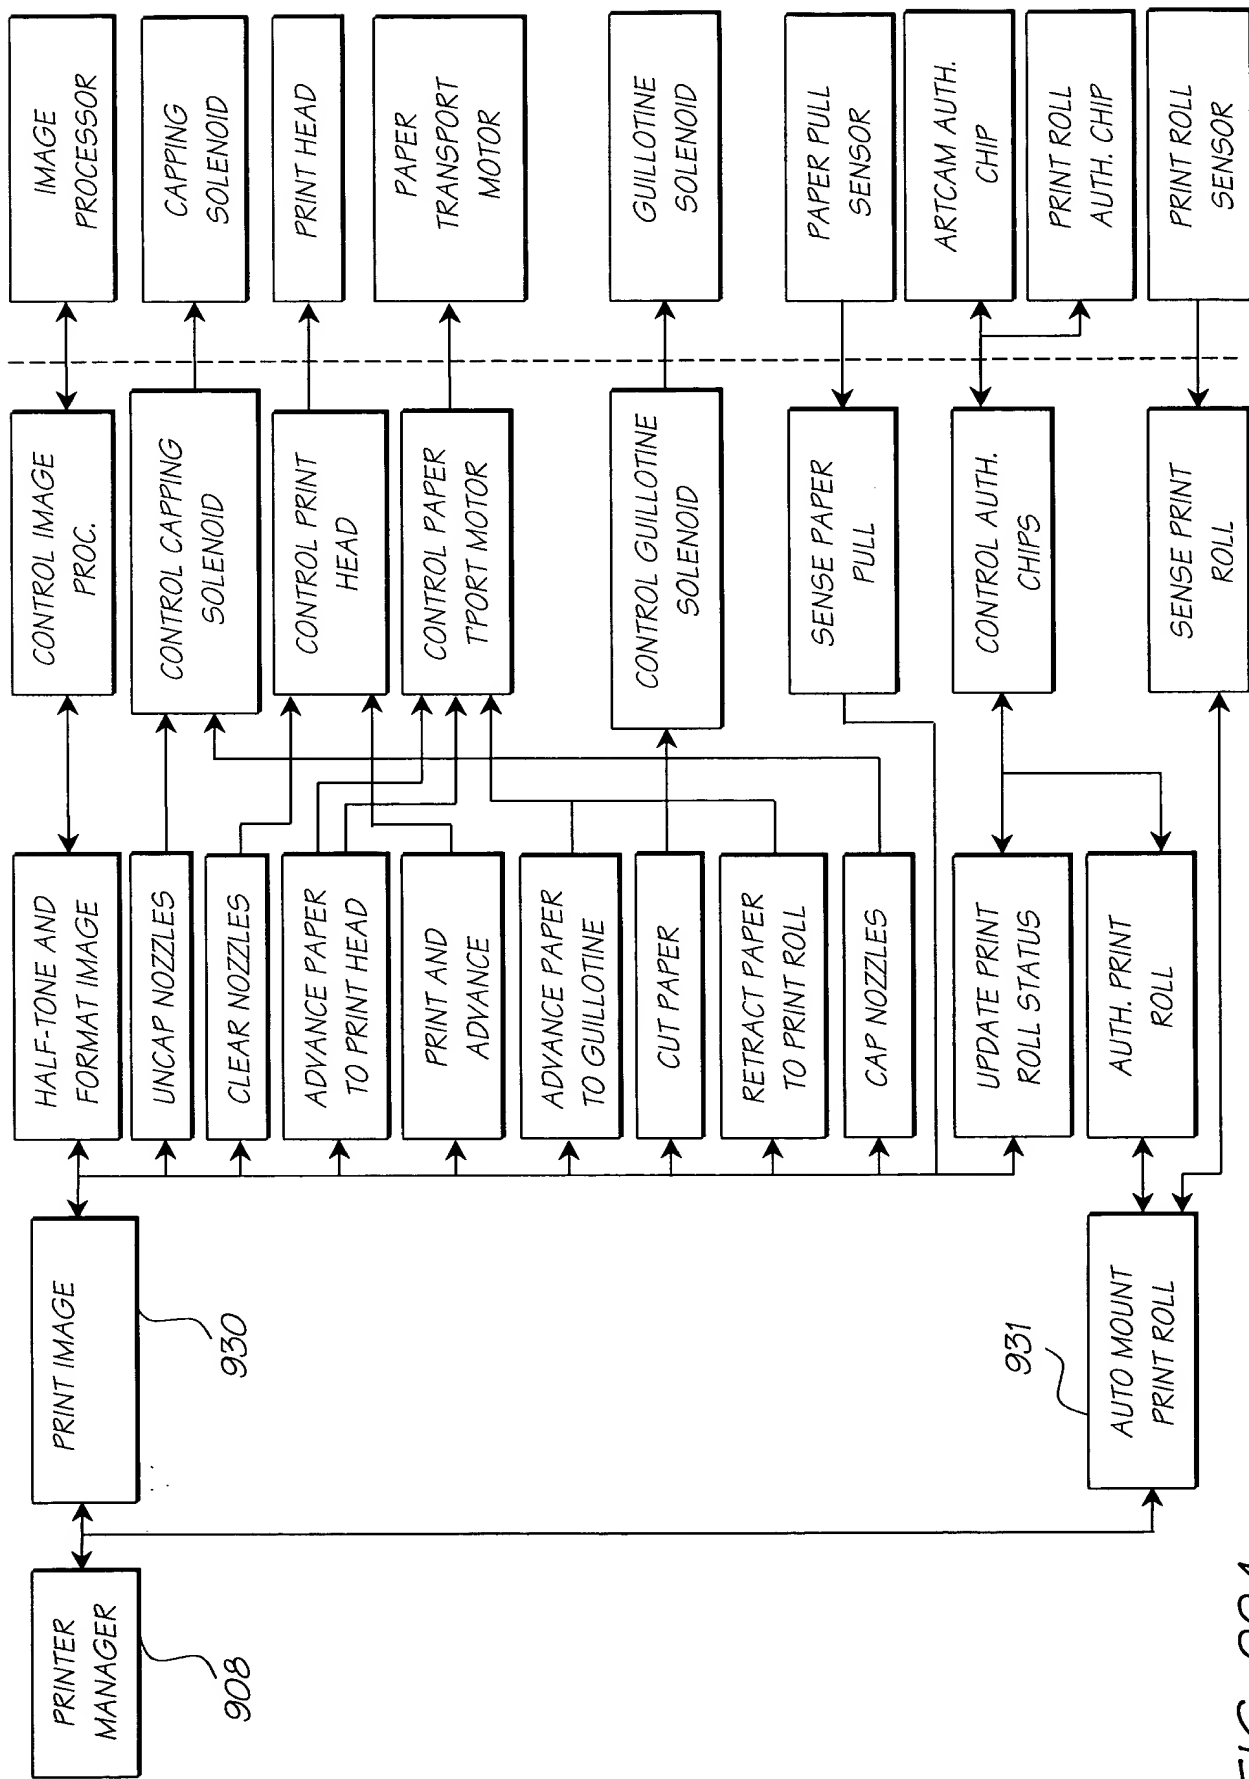 PRINTER
MANAGER
908
PRINT IMAGE
930
AUTO MOUNT
PRINT ROLL
931
HALF-TONE AND
FORMAT IMAGE
UNCAP NOZZLES
CLEAR NOZZLES
ADVANCE PAPER
TO PRINT HEAD
PRINT AND
ADVANCE
ADVANCE PAPER
TO GUILLOTINE
CUT PAPER
RETRACT PAPER
TO PRINT ROLL
CAP NOZZLES
UPDATE PRINT
ROLL STATUS
AUTH. PRINT
ROLL
CONTROL IMAGE
PROC.
CONTROL CAPPING
SOLENOID
CONTROL PRINT
HEAD
CONTROL PAPER
T'PORT MOTOR
CONTROL GUILLOTINE
SOLENOID
SENSE PAPER
PULL
CONTROL AUTH.
CHIPS
SENSE PRINT
ROLL
IMAGE
PROCESSOR
CAPPING
SOLENOID
PRINT HEAD
PAPER
TRANSPORT
MOTOR
GUILLOTINE
SOLENOID
PAPER PULL
SENSOR
ARTCAM AUTH.
CHIP
PRINT ROLL
AUTH. CHIP
PRINT ROLL
SENSOR
FIG.